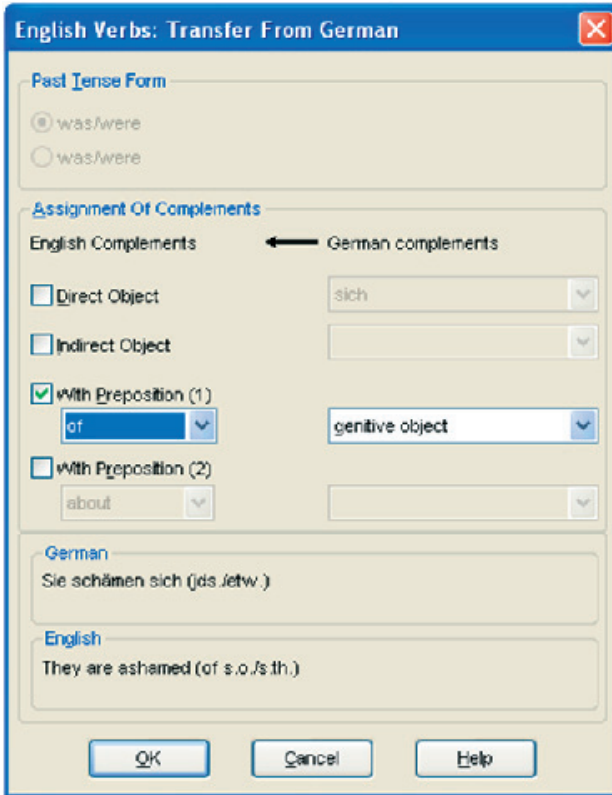 English Verbs: Transfer From German
Past Tense Form
was/were
was/were
Assignment Of Complements
English Complements German complements
Direct Object sich
Indirect Object
With Preposition (1)
of genitive object
With Preposition (2)
about
German
Sie schämen sich (jds./etw.)
English
They are ashamed (of s.o./s.th.)
OK Cancel Help